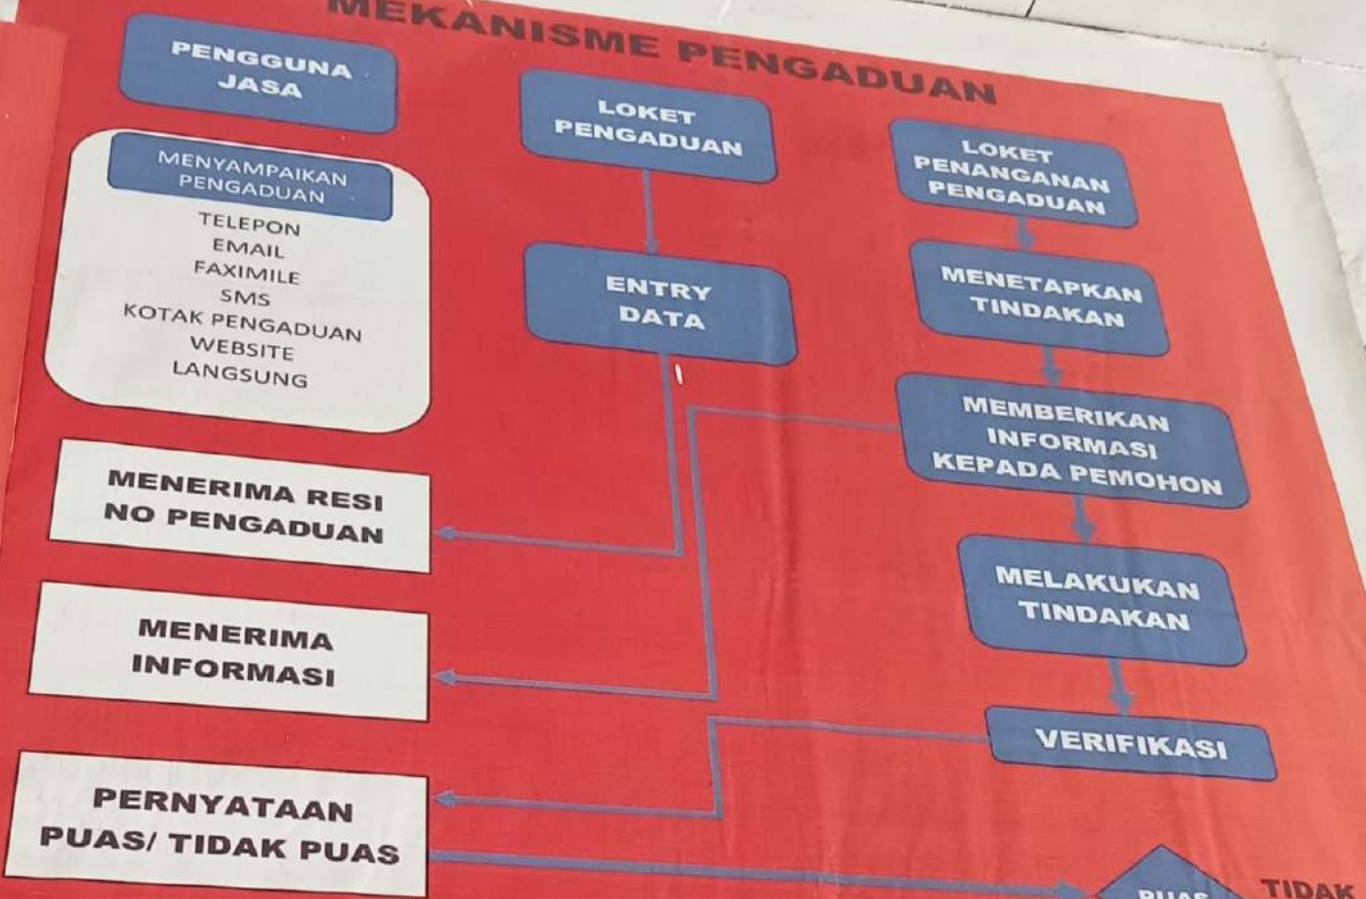 MEKANISME PENGADUAN
PENGGUNA
JASA
MENYAMPAIKAN
PENGADUAN
TELEPON
EMAIL
FAXIMILE
SMS
KOTAK PENGADUAN
WEBSITE
LANGSUNG
MENERIMA RESI
NO PENGADUAN
MENERIMA
INFORMASI
PERNYATAAN
PUAS/ TIDAK PUAS
LOKET
PENGADUAN
ENTRY
DATA
LOKET
PENANGANAN
PENGADUAN
MENETAPKAN
TINDAKAN
MEMBERIKAN
INFORMASI
KEPADA PEMOHON
MELAKUKAN
TINDAKAN
VERIFIKASI
PUAS
TIDAK